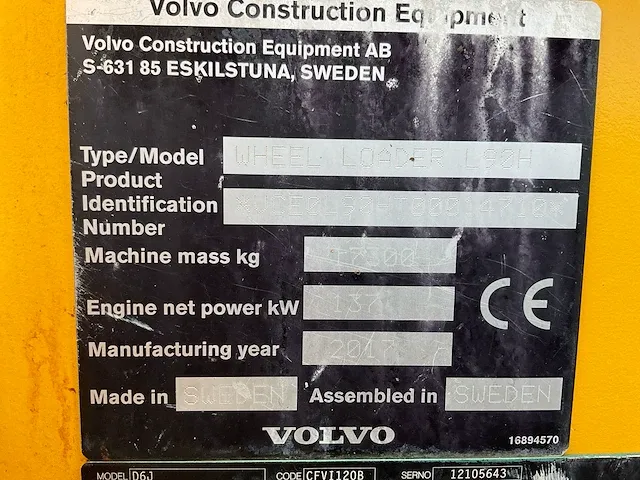 Volvo Construction Equipment
Volvo Construction Equipment AB
S-631 85 ESKILSTUNA, SWEDEN
Type/Model WHEEL LOADER L90H
Product
Identification
Number
Machine mass kg 17300
Engine net power kW 137
Manufacturing year 2017
Made in SWEDEN Assembled in SWEDEN
CE
VOLVO 16894570
MODEL D6J CODE CFVI120B SERNO 12105643